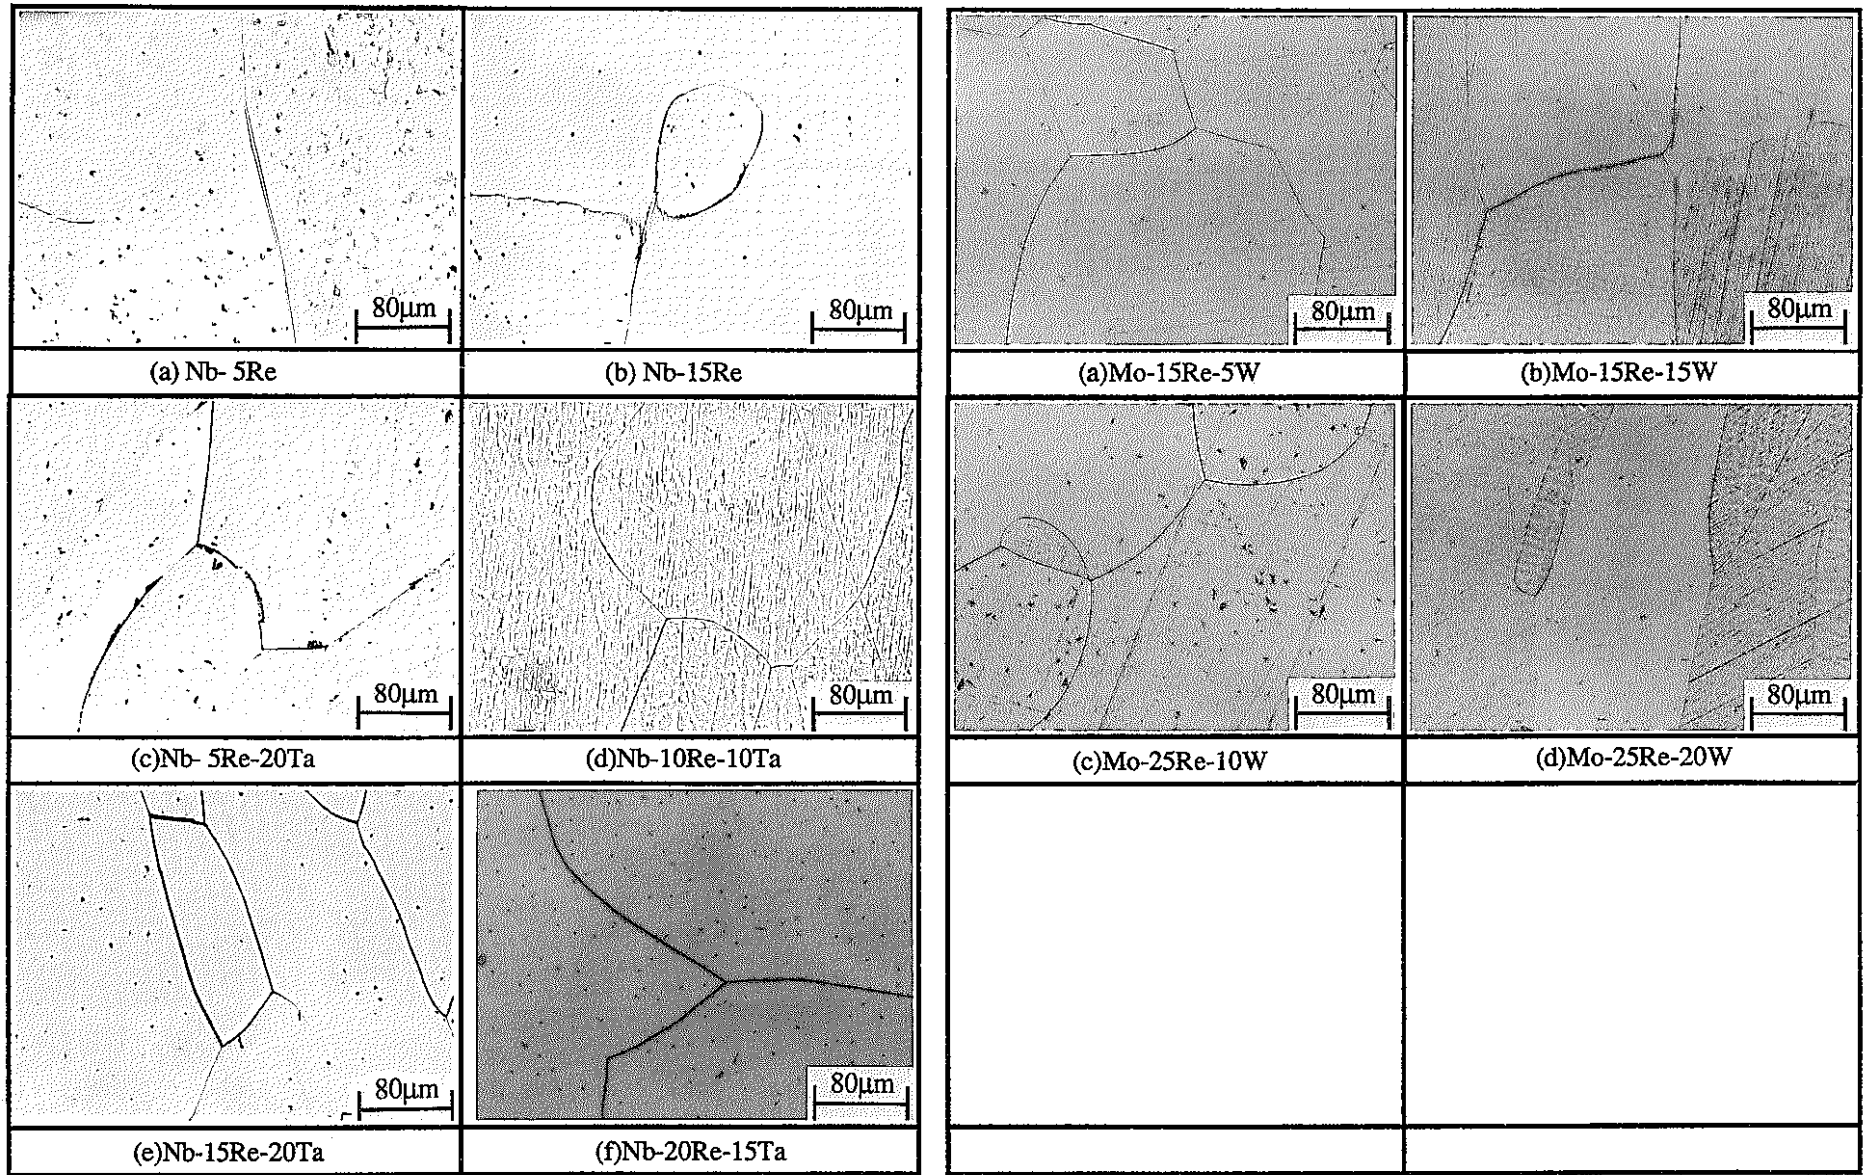 80μm
80μm
(a) Nb- 5Re
(b) Nb-15Re
80μm
80μm
(c)Nb- 5Re-20Ta
(d)Nb-10Re-10Ta
80μm
80μm
(e)Nb-15Re-20Ta
(f)Nb-20Re-15Ta
80μm
80μm
(a)Mo-15Re-5W
(b)Mo-15Re-15W
80μm
80μm
(c)Mo-25Re-10W
(d)Mo-25Re-20W